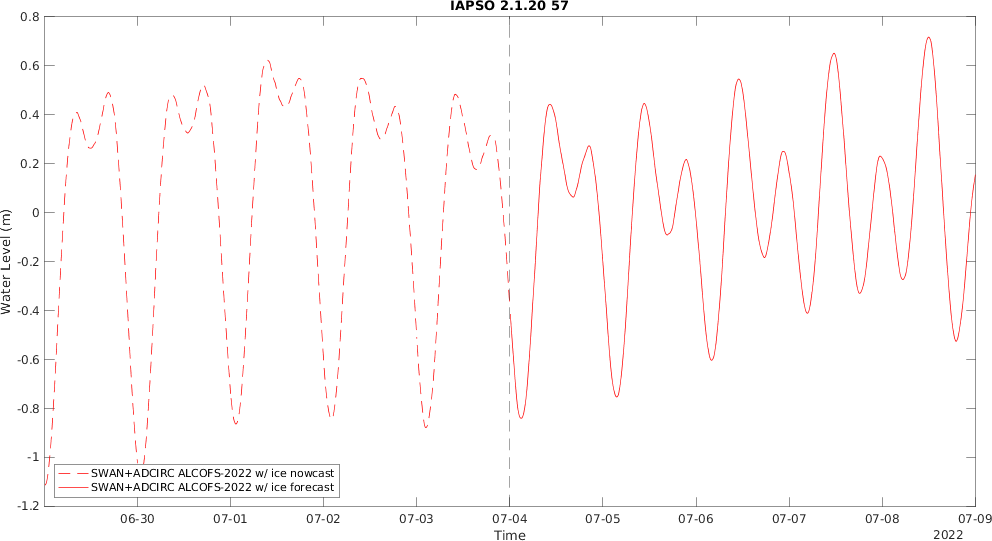 IAPSO 2.1.20 57
0.8
0.6
0.4
0.2
0
-0.2
-0.4
-0.6
-0.8
-1
-1.2
Water Level (m)
SWAN+ADCIRC ALCOFS-2022 w/ ice nowcast
SWAN+ADCIRC ALCOFS-2022 w/ ice forecast
06-30 07-01 07-02 07-03 07-04 07-05 07-06 07-07 07-08 07-09
Time
2022